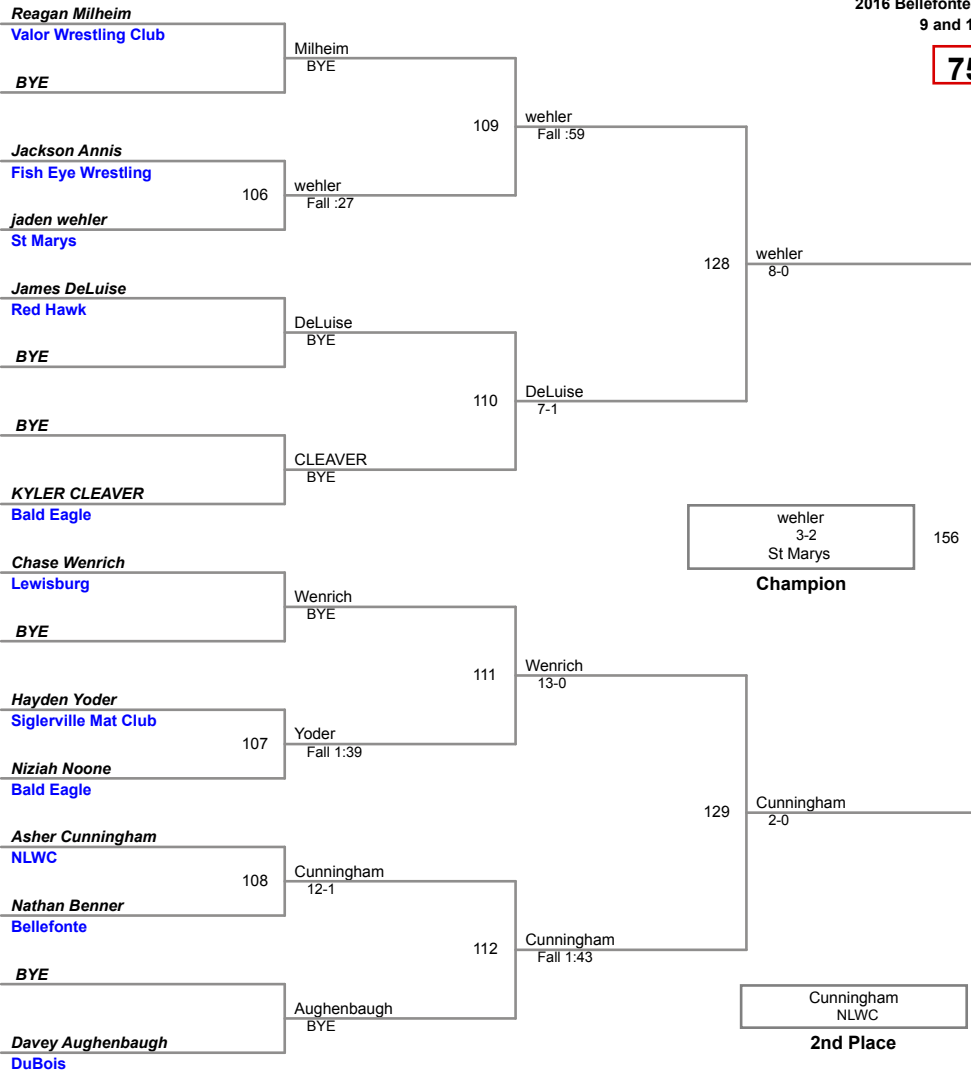 2016 Bellefonte
9 and 1
75
Reagan Milheim
Valor Wrestling Club
BYE
Milheim
BYE
109
wehler
Fall :59
Jackson Annis
Fish Eye Wrestling
106
wehler
Fall :27
jaden wehler
St Marys
128
wehler
8-0
James DeLuise
Red Hawk
DeLuise
BYE
BYE
110
DeLuise
7-1
BYE
CLEAVER
BYE
KYLER CLEAVER
Bald Eagle
wehler
3-2
St Marys
156
Champion
Chase Wenrich
Lewisburg
Wenrich
BYE
BYE
111
Wenrich
13-0
Hayden Yoder
Siglerville Mat Club
107
Yoder
Fall 1:39
Niziah Noone
Bald Eagle
129
Cunningham
2-0
Asher Cunningham
NLWC
108
Cunningham
12-1
Nathan Benner
Bellefonte
112
Cunningham
Fall 1:43
BYE
Aughenbaugh
BYE
Davey Aughenbaugh
DuBois
Cunningham
NLWC
2nd Place